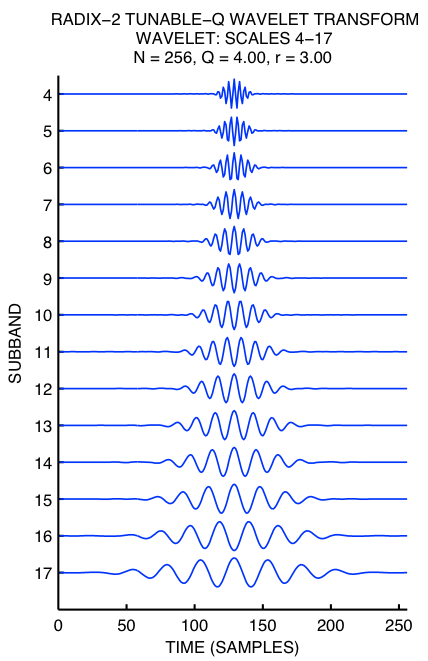 RADIX−2 TUNABLE−Q WAVELET TRANSFORM
WAVELET: SCALES 4−17
N = 256, Q = 4.00, r = 3.00
SUBBAND
4
5
6
7
8
9
10
11
12
13
14
15
16
17
0 50 100 150 200 250
TIME (SAMPLES)